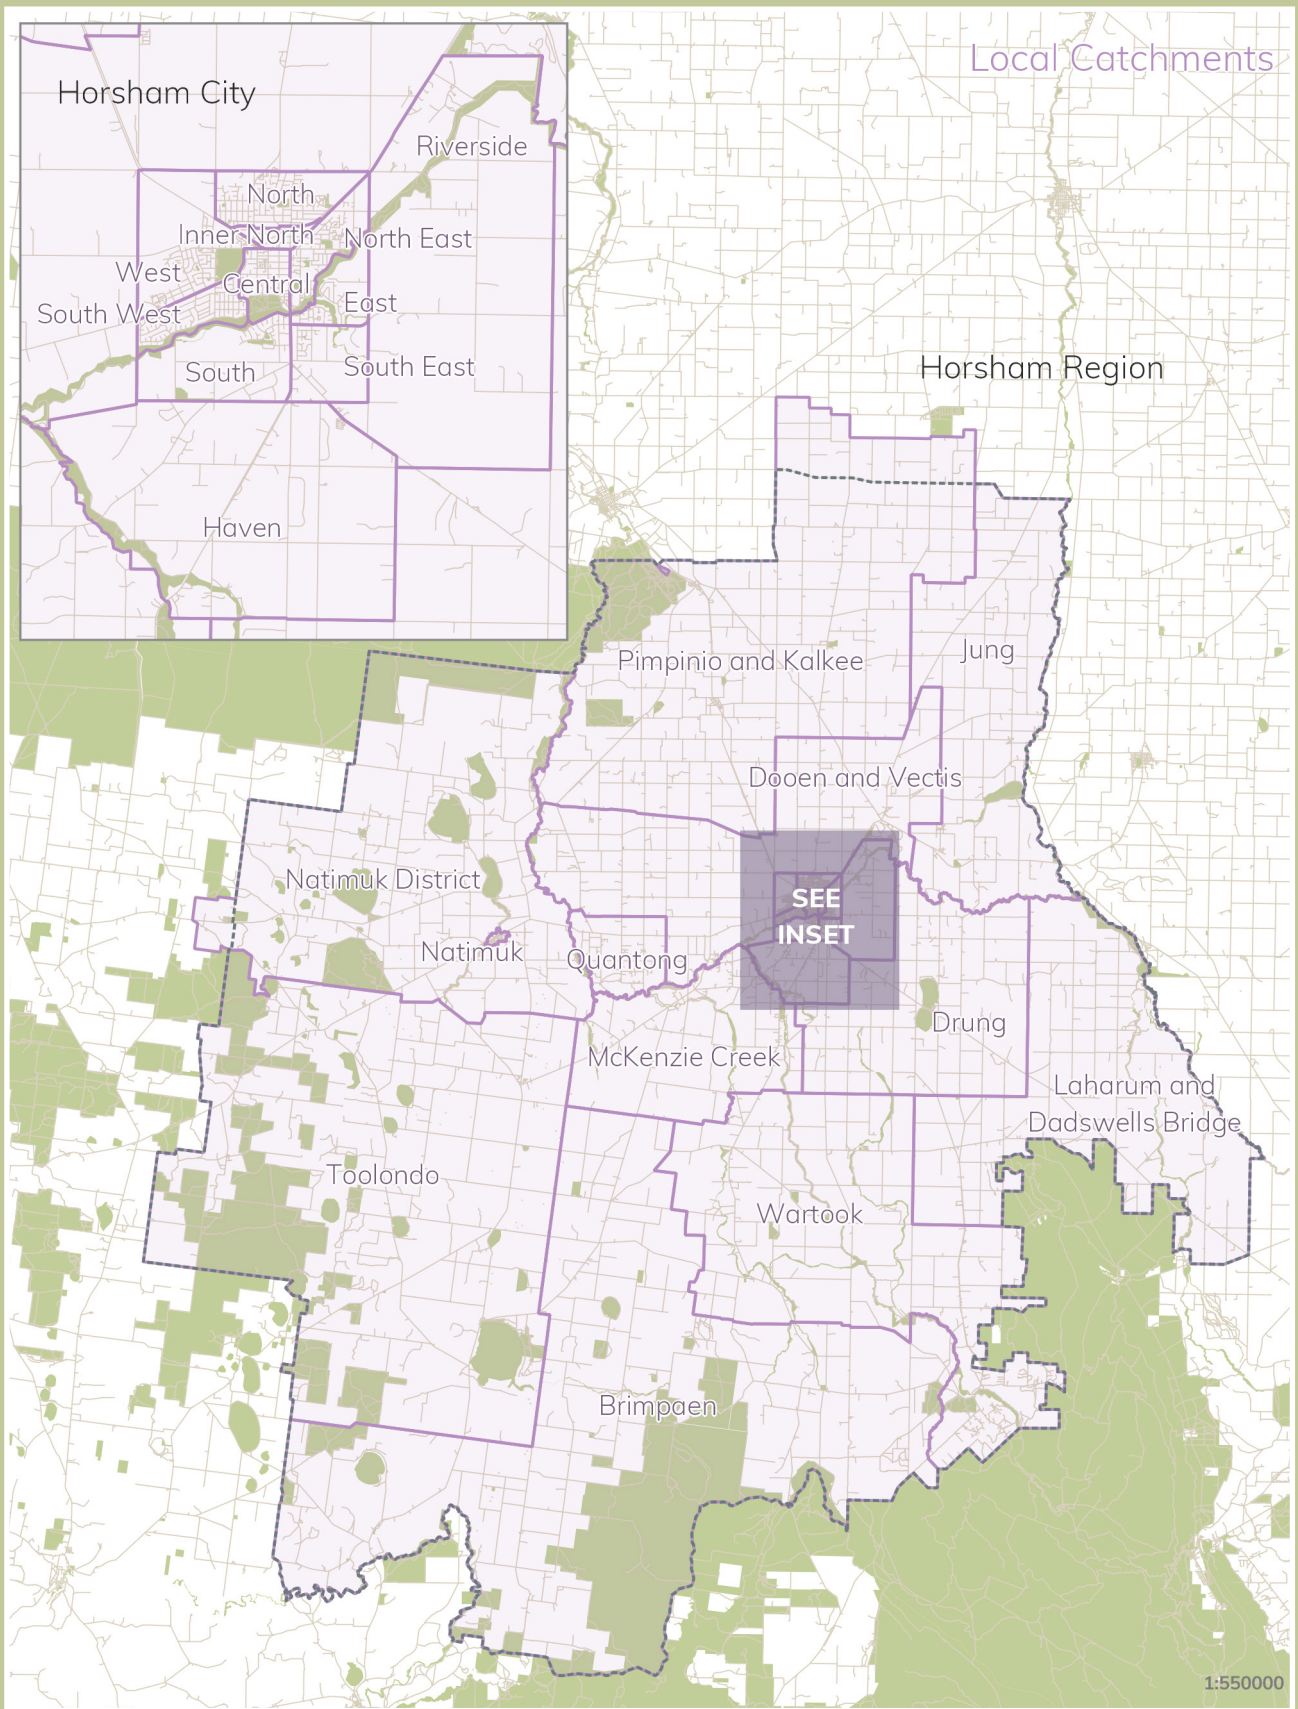 Local Catchments
Horsham City
Riverside
North
Inner North
North East
West
Central
South West
East
South
South East
Haven
Horsham Region
Pimpinio and Kalkee
Jung
Dooen and Vectis
Natimuk District
SEE
INSET
Natimuk
Quantong
Drung
McKenzie Creek
Laharum and
Dadswells Bridge
Toolondo
Wartook
Brimpaen
1:550000